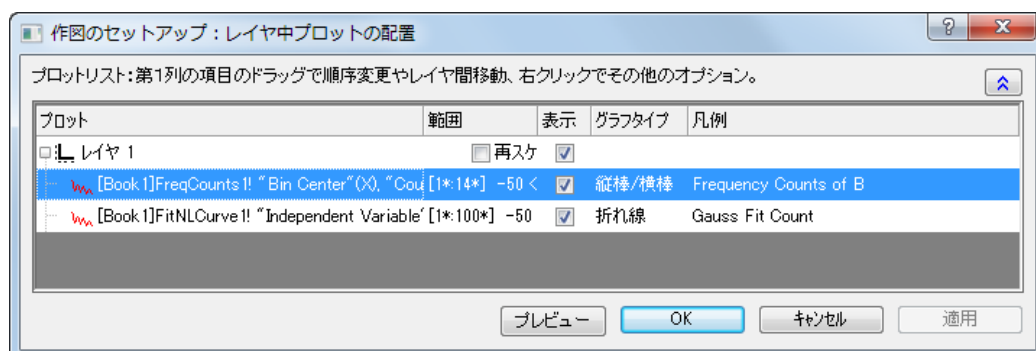 作図のセットアップ：レイヤ中プロットの配置
プロットリスト：第1列の項目のドラッグで順序変更やレイヤ間移動、右クリックでその他のオプション。
プロット 範囲 表示 グラフタイプ 凡例
レイヤ 1 再スケ
[Book1]FreqCounts1! "Bin Center"(X), "Cou [1*:14*] -50 < 縦棒/横棒 Frequency Counts of B
[Book1]FitNLCurve1! "Independent Variable" [1*:100*] -50 折れ線 Gauss Fit Count
プレビュー OK キャンセル 適用